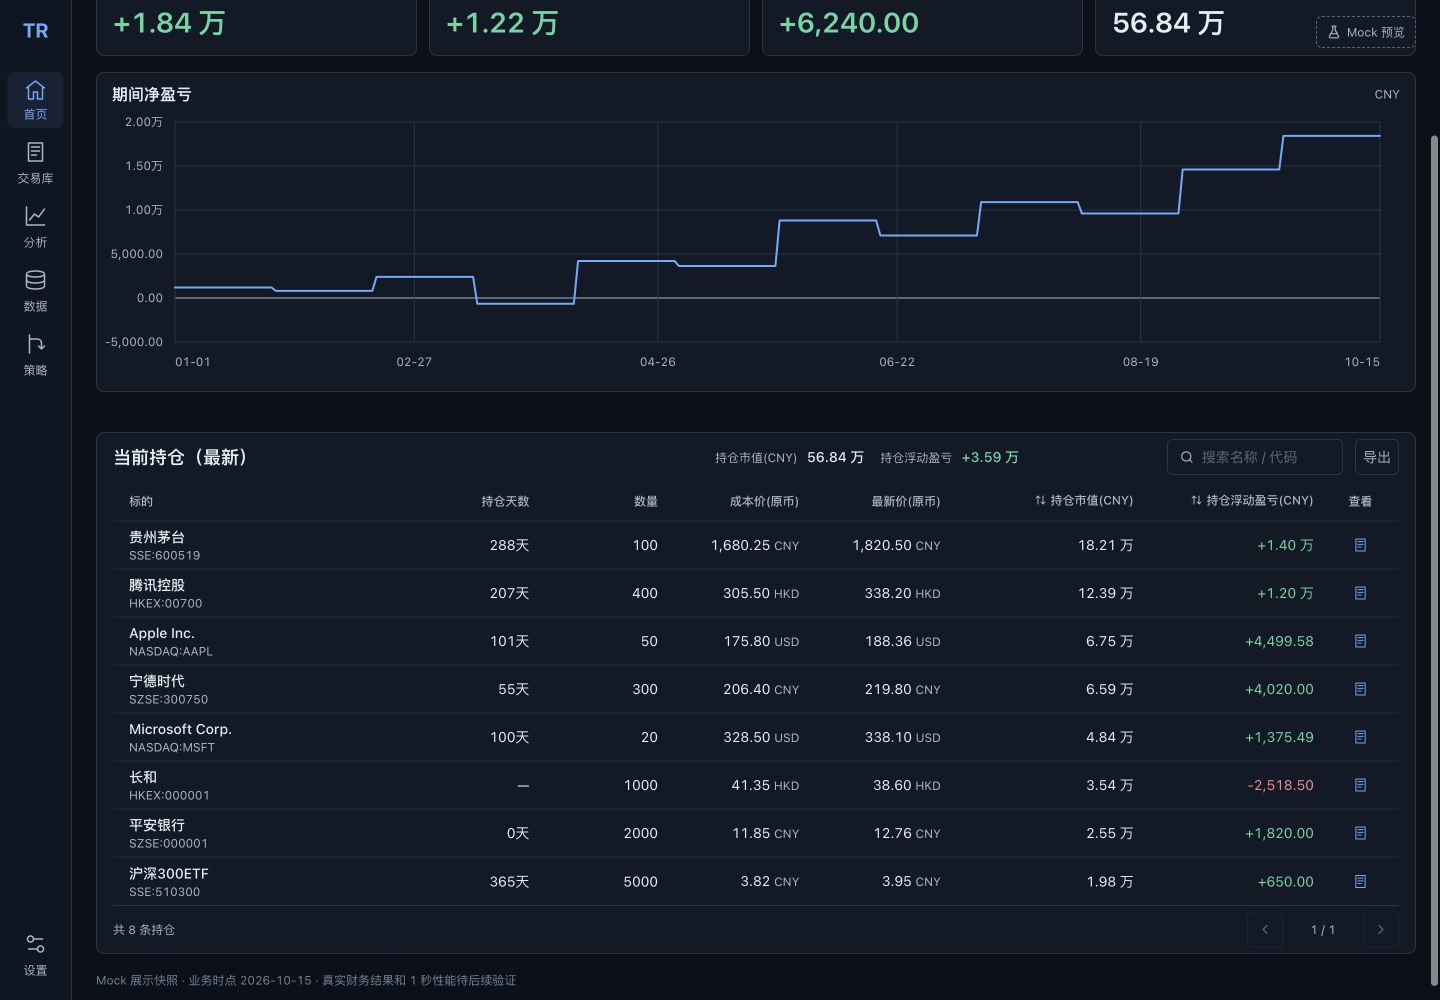 TR
首页
交易库
分析
数据
策略
设置
+1.84 万
+1.22 万
+6,240.00
56.84 万
Mock 预览
期间净盈亏
CNY
2.00万
1.50万
1.00万
5,000.00
0.00
-5,000.00
01-01 02-27 04-26 06-22 08-19 10-15
当前持仓（最新）
持仓市值(CNY) 56.84 万 持仓浮动盈亏 +3.59 万
搜索名称 / 代码
导出
标的 持仓天数 数量 成本价(原币) 最新价(原币) 持仓市值(CNY) 持仓浮动盈亏(CNY) 查看
贵州茅台
SSE:600519
288天 100 1,680.25 CNY 1,820.50 CNY 18.21 万 +1.40 万
腾讯控股
HKEX:00700
207天 400 305.50 HKD 338.20 HKD 12.39 万 +1.20 万
Apple Inc.
NASDAQ:AAPL
101天 50 175.80 USD 188.36 USD 6.75 万 +4,499.58
宁德时代
SZSE:300750
55天 300 206.40 CNY 219.80 CNY 6.59 万 +4,020.00
Microsoft Corp.
NASDAQ:MSFT
100天 20 328.50 USD 338.10 USD 4.84 万 +1,375.49
长和
HKEX:000001
— 1000 41.35 HKD 38.60 HKD 3.54 万 -2,518.50
平安银行
SZSE:000001
0天 2000 11.85 CNY 12.76 CNY 2.55 万 +1,820.00
沪深300ETF
SSE:510300
365天 5000 3.82 CNY 3.95 CNY 1.98 万 +650.00
共 8 条持仓
1 / 1
Mock 展示快照 · 业务时点 2026-10-15 · 真实财务结果和 1 秒性能待后续验证